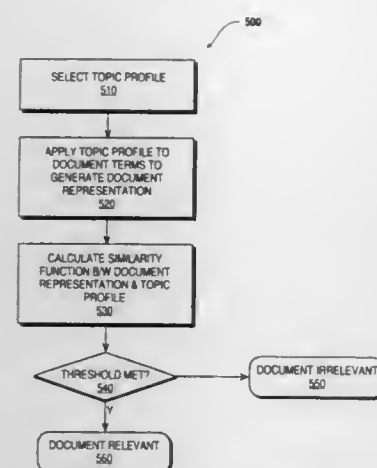 500
SELECT TOPIC PROFILE
510
APPLY TOPIC PROFILE TO
DOCUMENT TERMS TO
GENERATE DOCUMENT
REPRESENTATION
520
CALCULATE SIMILARITY
FUNCTION B/W DOCUMENT
REPRESENTATION & TOPIC
PROFILE
530
THRESHOLD MET?
540
DOCUMENT IRRELEVANT
550
Y
DOCUMENT RELEVANT
560